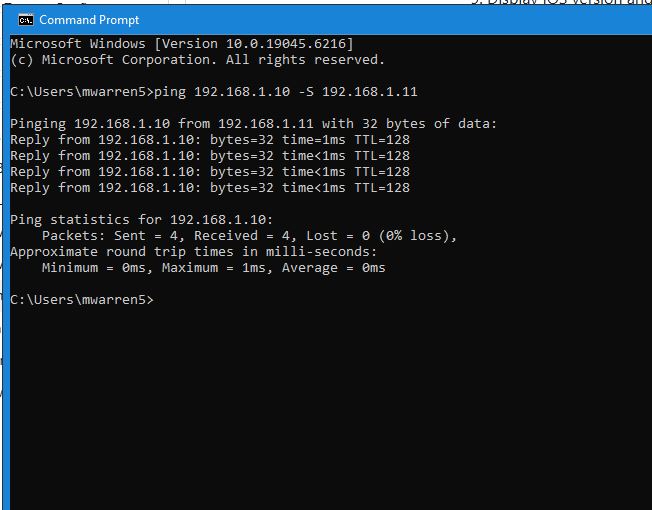 5. Display IOS version and
Command Prompt
Microsoft Windows [Version 10.0.19045.6216]
(c) Microsoft Corporation. All rights reserved.
C:\Users\mwarren5>ping 192.168.1.10 -S 192.168.1.11
Pinging 192.168.1.10 from 192.168.1.11 with 32 bytes of data:
Reply from 192.168.1.10: bytes=32 time=1ms TTL=128
Reply from 192.168.1.10: bytes=32 time<1ms TTL=128
Reply from 192.168.1.10: bytes=32 time<1ms TTL=128
Reply from 192.168.1.10: bytes=32 time<1ms TTL=128
Ping statistics for 192.168.1.10:
Packets: Sent = 4, Received = 4, Lost = 0 (0% loss),
Approximate round trip times in milli-seconds:
Minimum = 0ms, Maximum = 1ms, Average = 0ms
C:\Users\mwarren5>